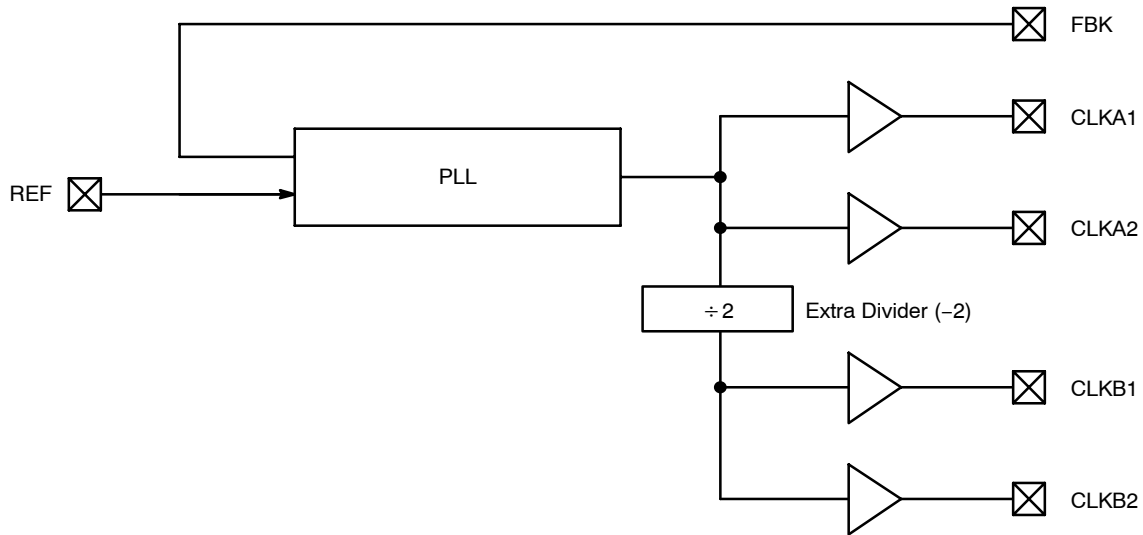 FBK
CLKA1
PLL
REF
CLKA2
÷2
Extra Divider (−2)
CLKB1
CLKB2